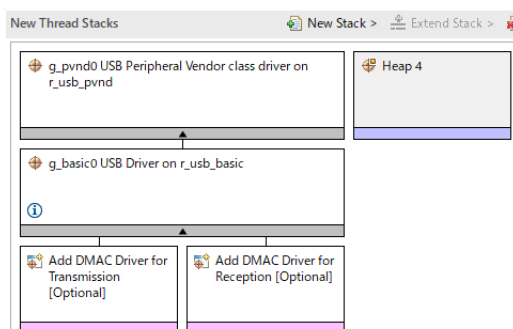 New Thread Stacks
New Stack >
Extend Stack >
g_pvnd0 USB Peripheral Vendor class driver on
r_usb_pvnd
Heap 4
g_basic0 USB Driver on r_usb_basic
Add DMAC Driver for
Transmission
[Optional]
Add DMAC Driver for
Reception [Optional]